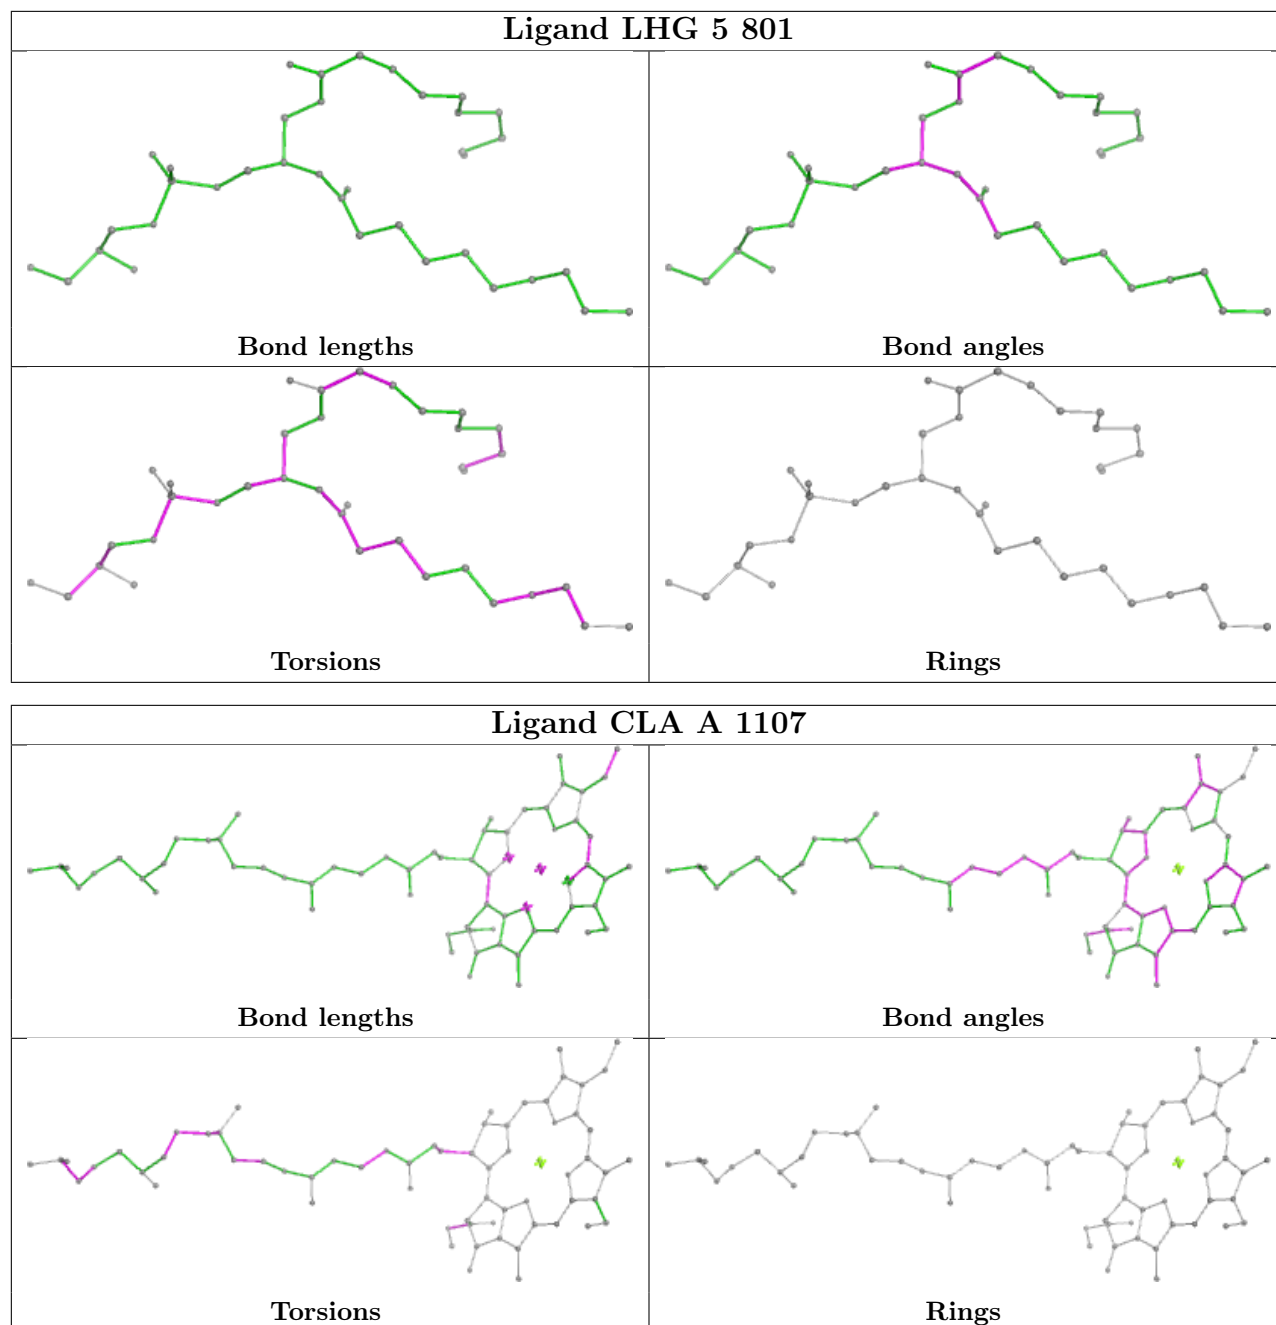 Ligand LHG 5 801
Bond lengths
Bond angles
Torsions
Rings
Ligand CLA A 1107
Bond lengths
Bond angles
Torsions
Rings